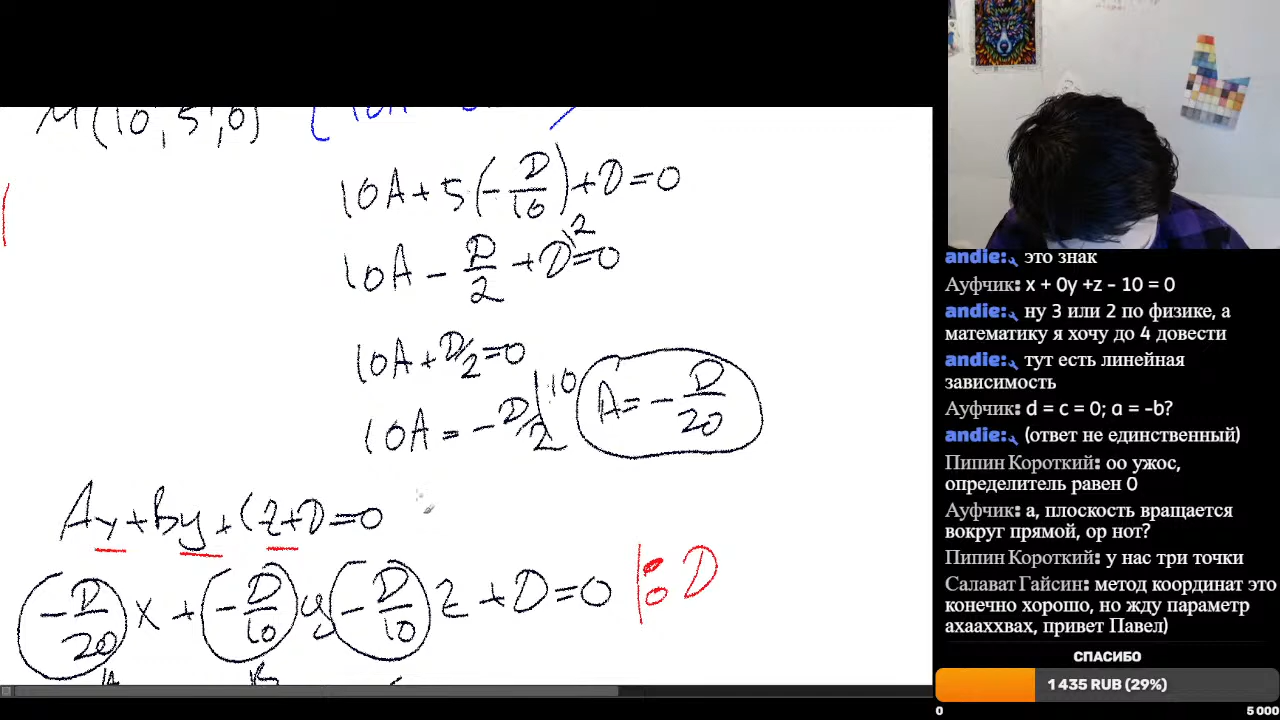 M(10;5;0)
10A + 5(-D/10) + D = 0
10A - D/2 + D\2 = 0
10A + D/2 = 0
10A = -D/2 |10
A = -D/20
Ay + By + Cz + D = 0
-D/20 x + (-D/10)y (-D/10) z + D = 0 |: D
andie: это знак
Ауфчик: x + 0y +z - 10 = 0
andie: ну 3 или 2 по физике, а
математику я хочу до 4 довести
andie: тут есть линейная
зависимость
Ауфчик: d = c = 0; a = -b?
andie: (ответ не единственный)
Пипин Короткий: оо ужос,
определитель равен 0
Ауфчик: а, плоскость вращается
вокруг прямой, ор нот?
Пипин Короткий: у нас три точки
Салават Гайсин: метод координат это
конечно хорошо, но жду параметр
ахааххвах, привет Павел)
СПАСИБО
1 435 RUB (29%)
0 5 000